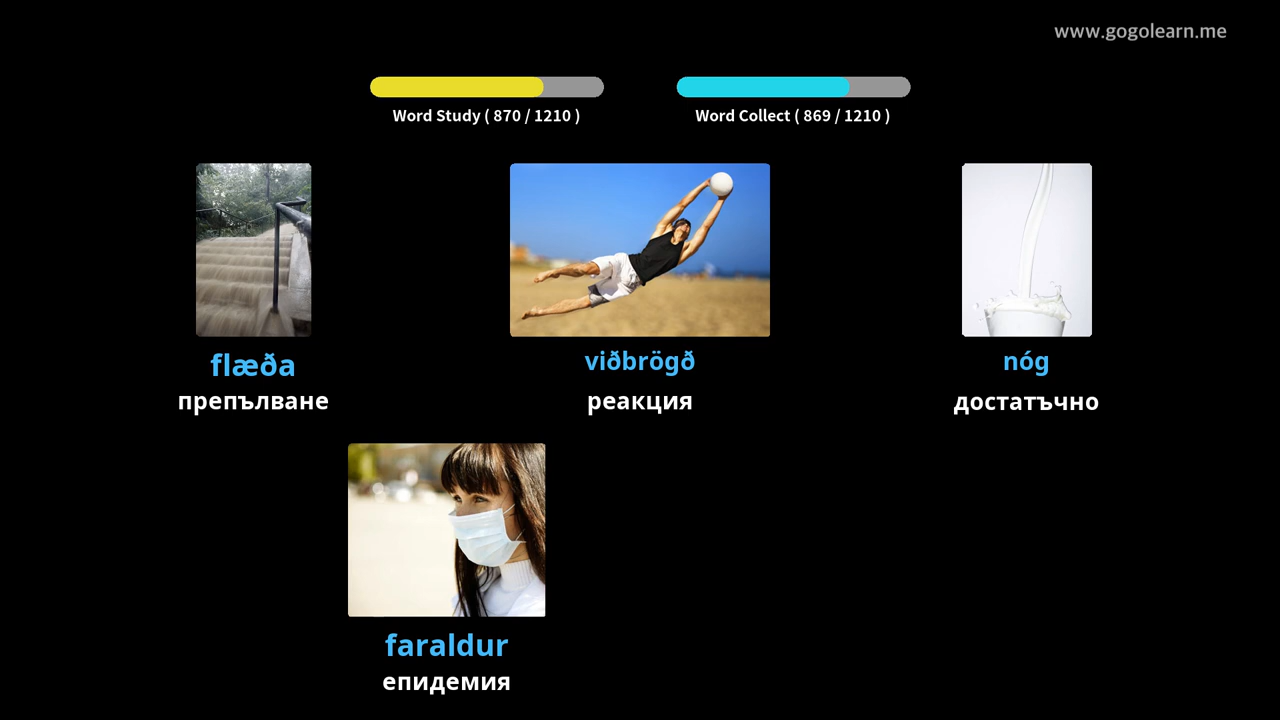 www.gogolearn.me
Word Study ( 870 / 1210 )
Word Collect ( 869 / 1210 )
flæða
препълване
viðbrögð
реакция
nóg
достатъчно
faraldur
епидемия